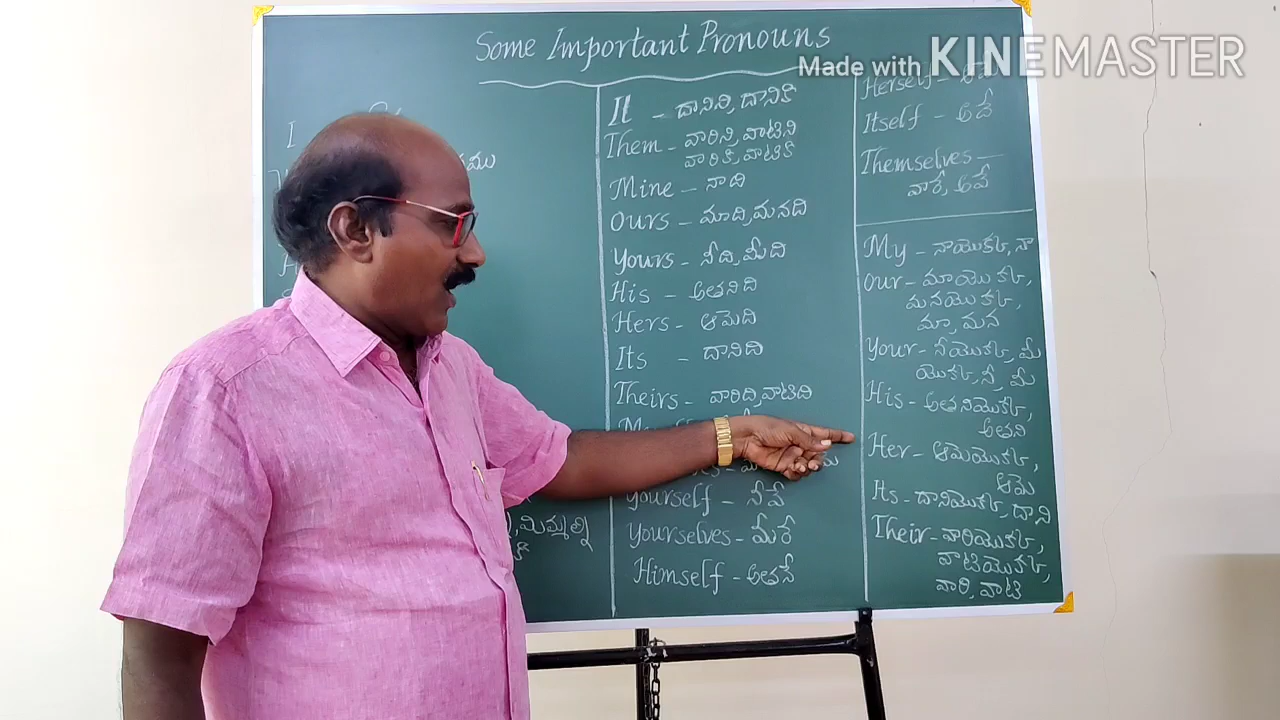 Some Important Pronouns
Made with KINEMASTER
I
It - దానిని, దానికి
Them - వారిని, వాటిని
వారికి, వాటికి
Mine - నాది
Ours - మాది, మనది
Yours - నీది, మీది
His - అతనిది
Hers - ఆమెది
Its - దానిది
Theirs - వారిది, వాటిది
Yourself - నీవే
Yourselves - మీరే
Himself - అతనే
Herself -
Itself - అదే
Themselves -
వారే, అవే
My - నాయొక్క, నా
Our - మాయొక్క,
మనయొక్క,
మా, మన
Your - నీయొక్క, మీ
యొక్క, నీ, మీ
His - అతనియొక్క,
అతని
Her - ఆమెయొక్క,
ఆమె
Its - దానియొక్క, దాని
Their - వారియొక్క,
వాటియొక్క,
వారి, వాటి